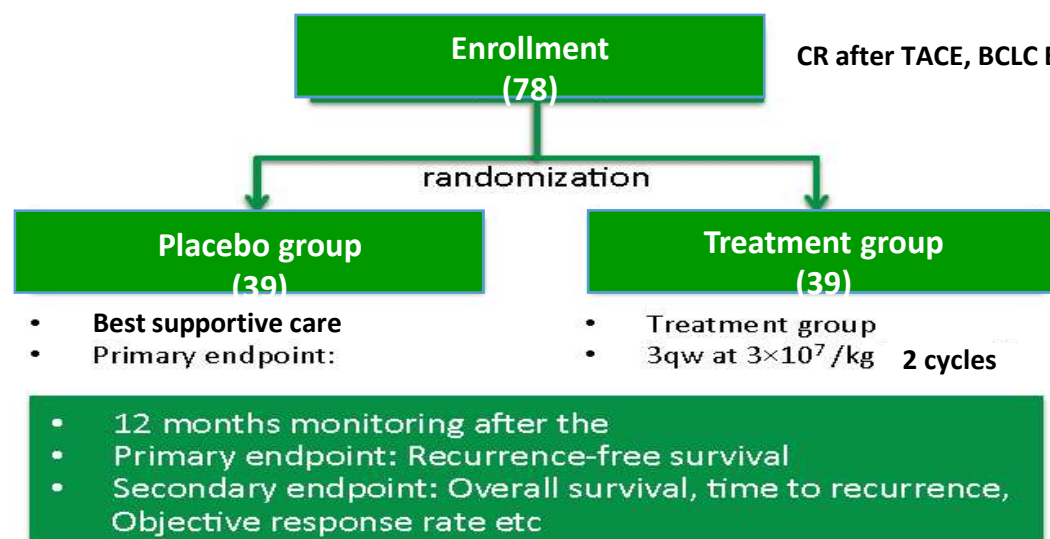 Enrollment
(78)
CR after TACE, BCLC B
randomization
Placebo group
(39)
Treatment group
(39)
• Best supportive care
• Primary endpoint:
• Treatment group
• 3qw at 3×10⁷/kg 2 cycles
• 12 months monitoring after the
• Primary endpoint: Recurrence-free survival
• Secondary endpoint: Overall survival, time to recurrence,
Objective response rate etc